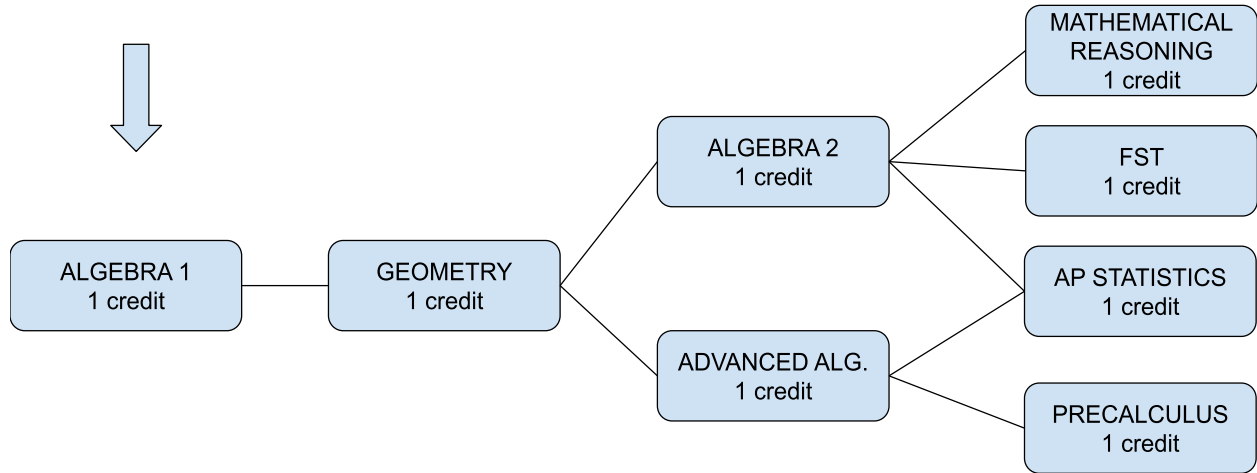 ALGEBRA 1
1 credit
GEOMETRY
1 credit
ALGEBRA 2
1 credit
ADVANCED ALG.
1 credit
MATHEMATICAL
REASONING
1 credit
FST
1 credit
AP STATISTICS
1 credit
PRECALCULUS
1 credit